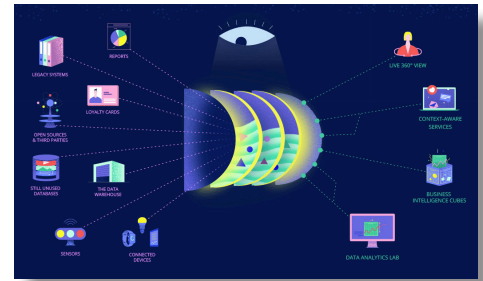 REPORTS
LEGACY SYSTEMS
LOYALTY CARDS
OPEN SOURCES
& THIRD PARTIES
STILL UNUSED
DATABASES
THE DATA
WAREHOUSE
SENSORS
CONNECTED
DEVICES
LIVE 360° VIEW
CONTEXT-AWARE
SERVICES
BUSINESS
INTELLIGENCE CUBES
DATA ANALYTICS LAB